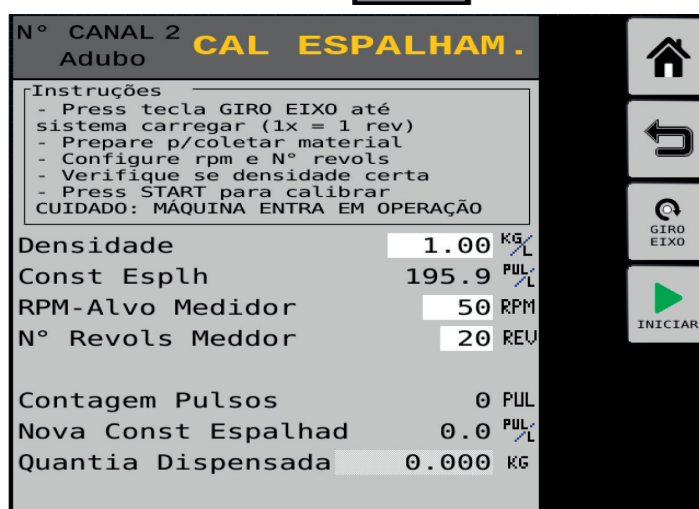 N° CANAL 2
Adubo
CAL ESPALHAM.
Instruções
- Press tecla GIRO EIXO até
sistema carregar (1x = 1 rev)
- Prepare p/coletar material
- Configure rpm e N° revols
- Verifique se densidade certa
- Press START para calibrar
CUIDADO: MÁQUINA ENTRA EM OPERAÇÃO
Densidade 1.00 KG/L
Const Esplh 195.9 PUL/L
RPM-Alvo Medidor 50 RPM
N° Revols Meddor 20 REV
Contagem Pulsos 0 PUL
Nova Const Espalhad 0.0 PUL/L
Quantia Dispensada 0.000 KG
GIRO
EIXO
INICIAR